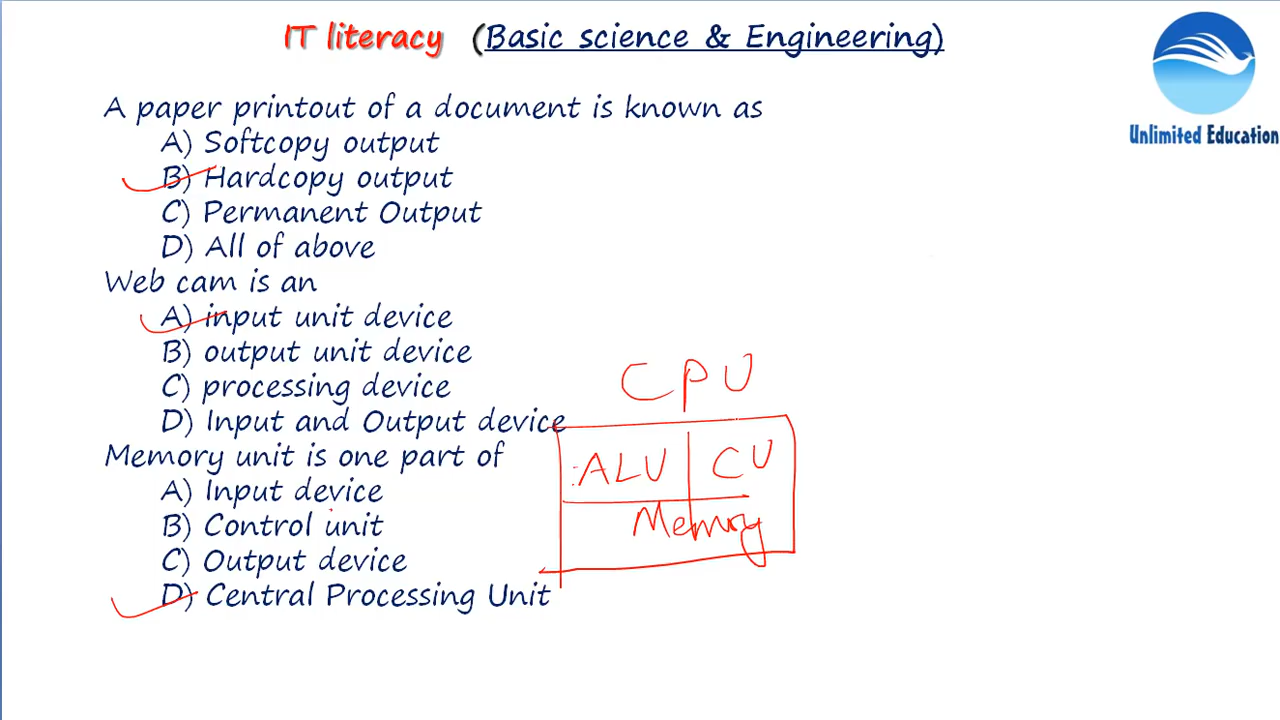 IT literacy (Basic science & Engineering)
Unlimited Education
A paper printout of a document is known as
A) Softcopy output
B) Hardcopy output
C) Permanent Output
D) All of above
Web cam is an
A) input unit device
B) output unit device
C) processing device
D) Input and Output device
Memory unit is one part of
A) Input device
B) Control unit
C) Output device
D) Central Processing Unit
CPU
ALU CU
Memory